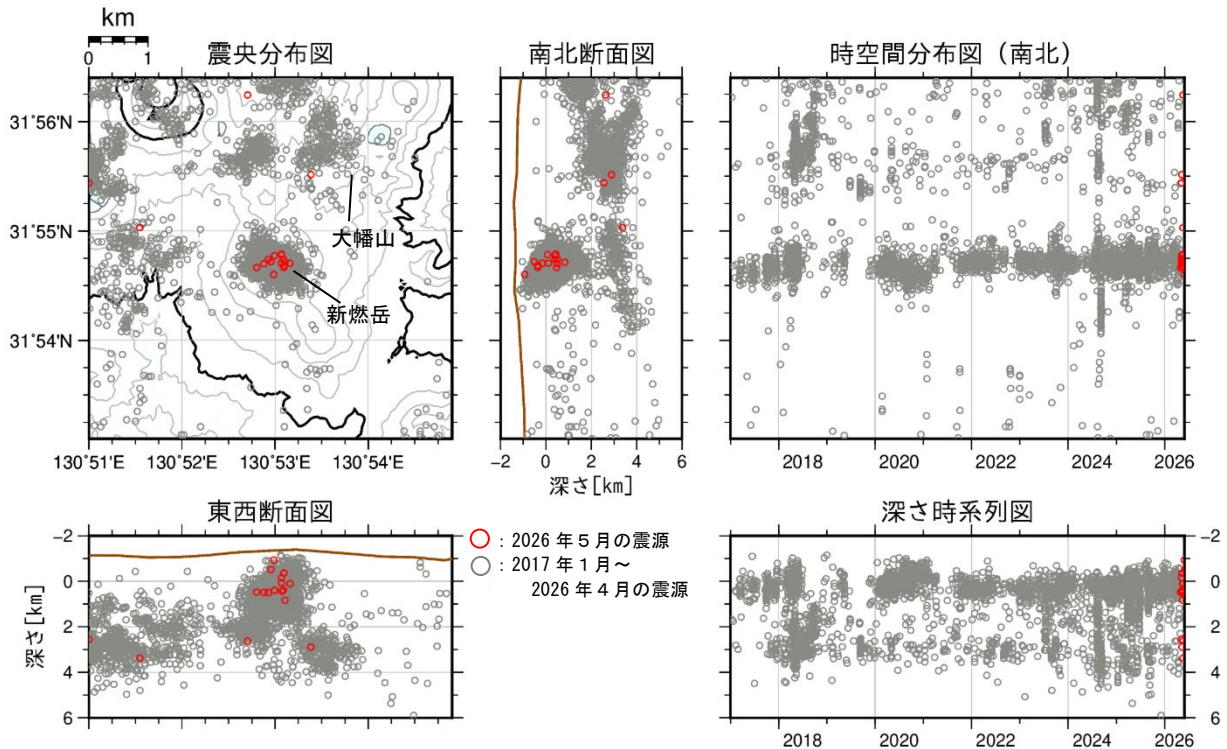 km
0 1
震央分布図
31°56'N
31°55'N
31°54'N
大幡山
新燃岳
130°51'E 130°52'E 130°53'E 130°54'E
南北断面図
-2 0 2 4 6
深さ[km]
時空間分布図（南北）
2018 2020 2022 2024 2026
東西断面図
-2
0
2
4
6
深さ[km]
：2026 年５月の震源
：2017 年１月～
2026 年４月の震源
深さ時系列図
-2
0
2
4
6
2018 2020 2022 2024 2026